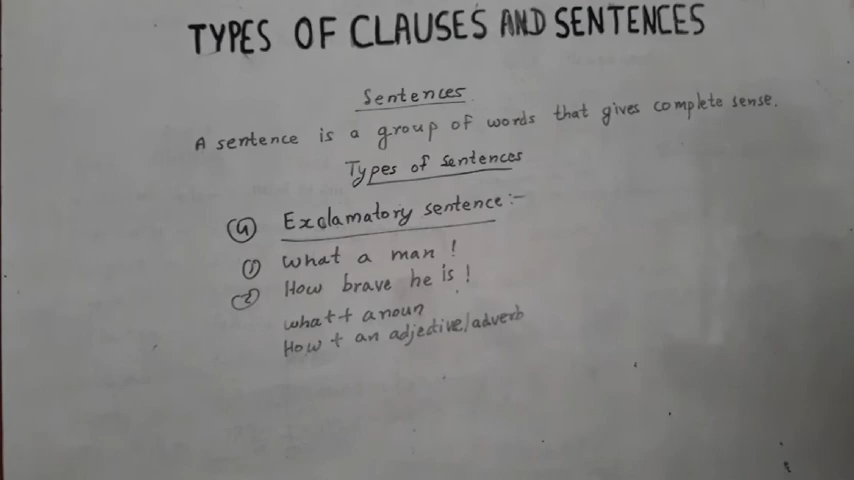 TYPES OF CLAUSES AND SENTENCES
Sentences
A sentence is a group of words that gives complete sense.
Types of sentences
(4) Exclamatory sentence:-
(1) What a man!
(2) How brave he is!
what + + a noun
How + an adjective/adverb